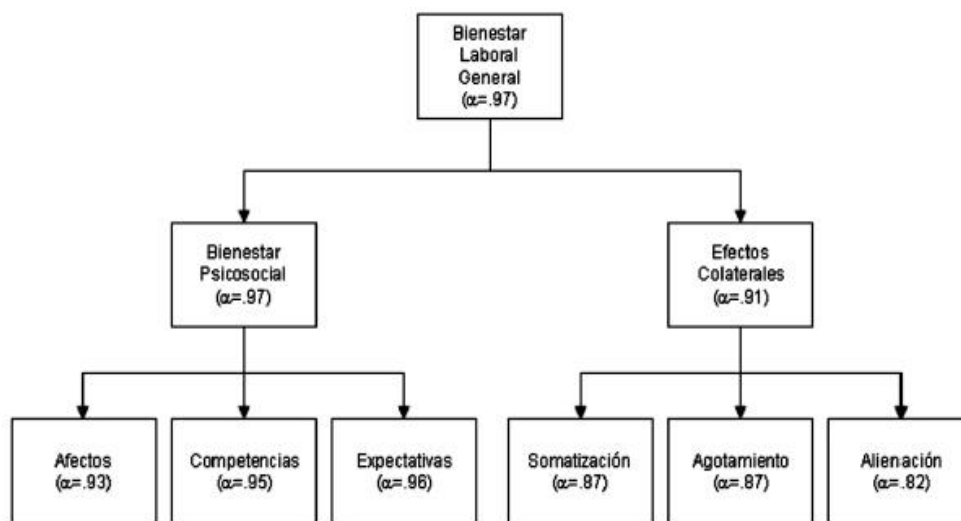 Bienestar
Laboral
General
(α=.97)
Bienestar
Psicosocial
(α=.97)
Efectos
Colaterales
(α=.91)
Afectos
(α=.93)
Competencias
(α=.95)
Expectativas
(α=.96)
Somatización
(α=.87)
Agotamiento
(α=.87)
Alienación
(α=.82)